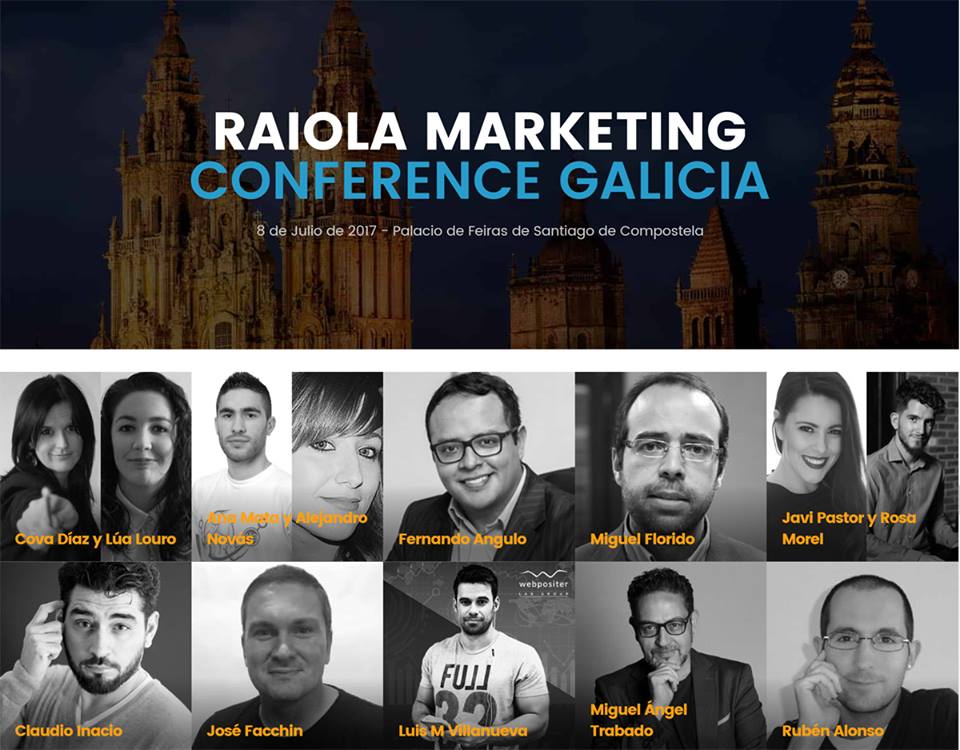 RAIOLA MARKETING
CONFERENCE GALICIA
8 de Julio de 2017 - Palacio de Feiras de Santiago de Compostela
Cova Díaz y Lúa Louro
Ana Mata y Alejandro
Novas
Fernando Angulo
Miguel Florido
Javi Pastor y Rosa
Morel
webpositer
FULL
Claudio Inacio
José Facchin
Luis M Villanueva
Miguel Ángel
Trabado
Rubén Alonso